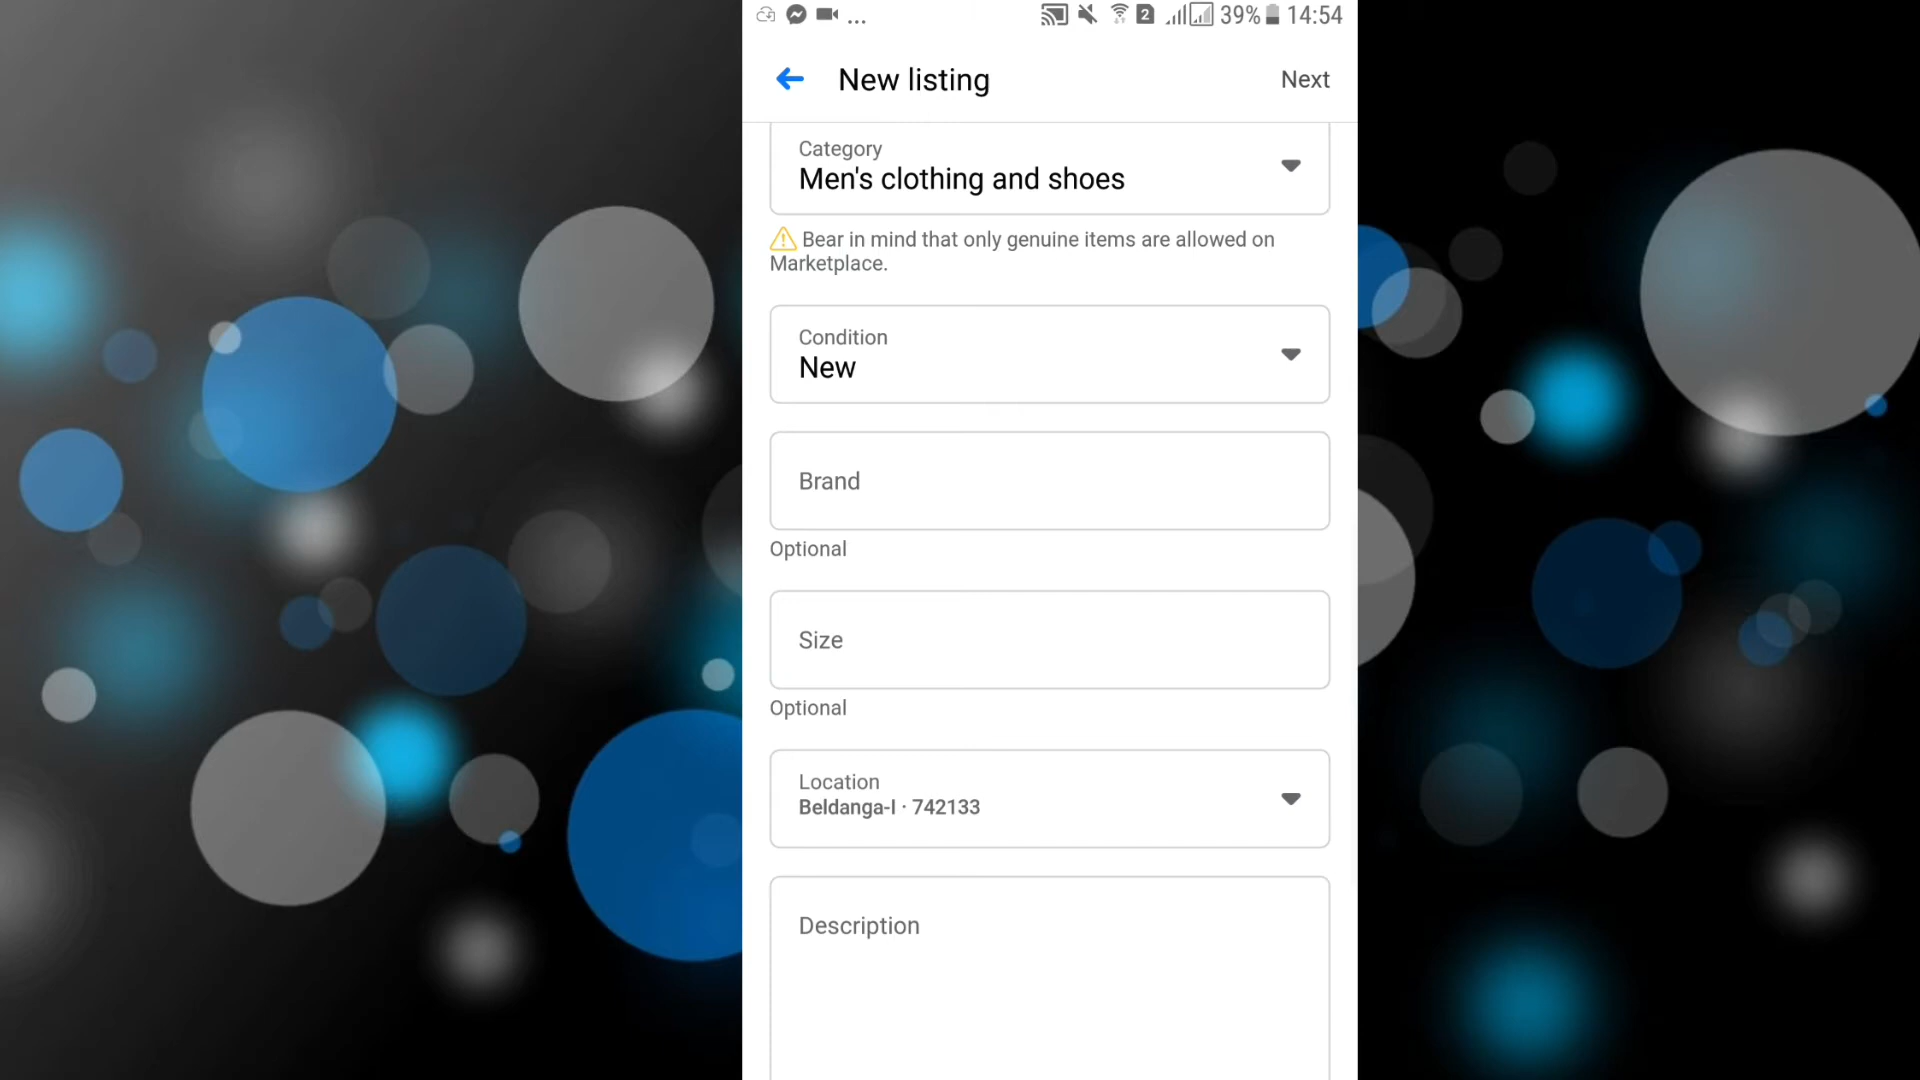 ... 2 39% 14:54
New listing Next
Category
Men's clothing and shoes
Bear in mind that only genuine items are allowed on
Marketplace.
Condition
New
Brand
Optional
Size
Optional
Location
Beldanga-I · 742133
Description